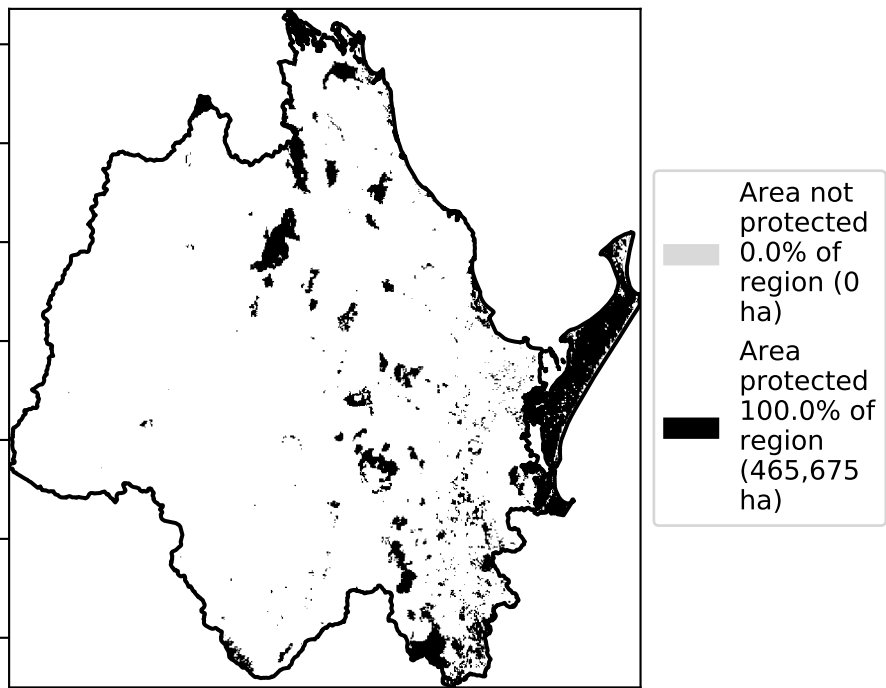 Area not
protected
0.0% of
region (0
ha)
Area
protected
100.0% of
region
(465,675
ha)